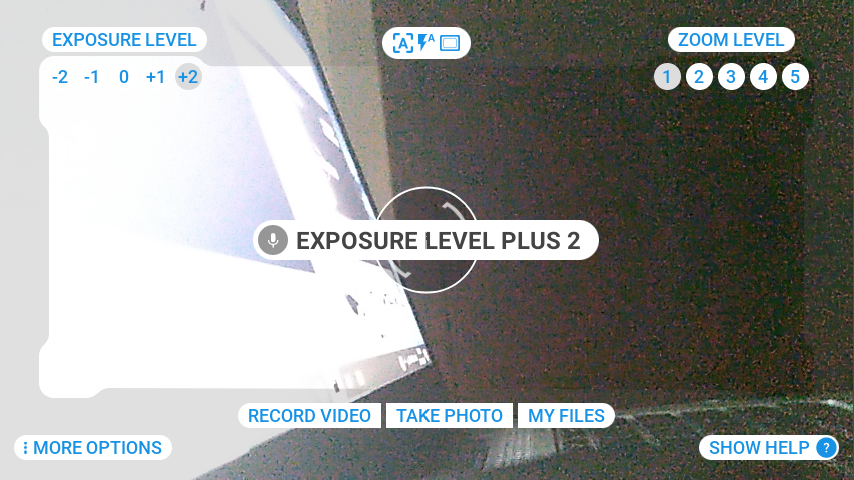 EXPOSURE LEVEL
-2 -1 0 +1 +2
A
A
ZOOM LEVEL
1 2 3 4 5
EXPOSURE LEVEL PLUS 2
RECORD VIDEO
TAKE PHOTO
MY FILES
MORE OPTIONS
SHOW HELP ?